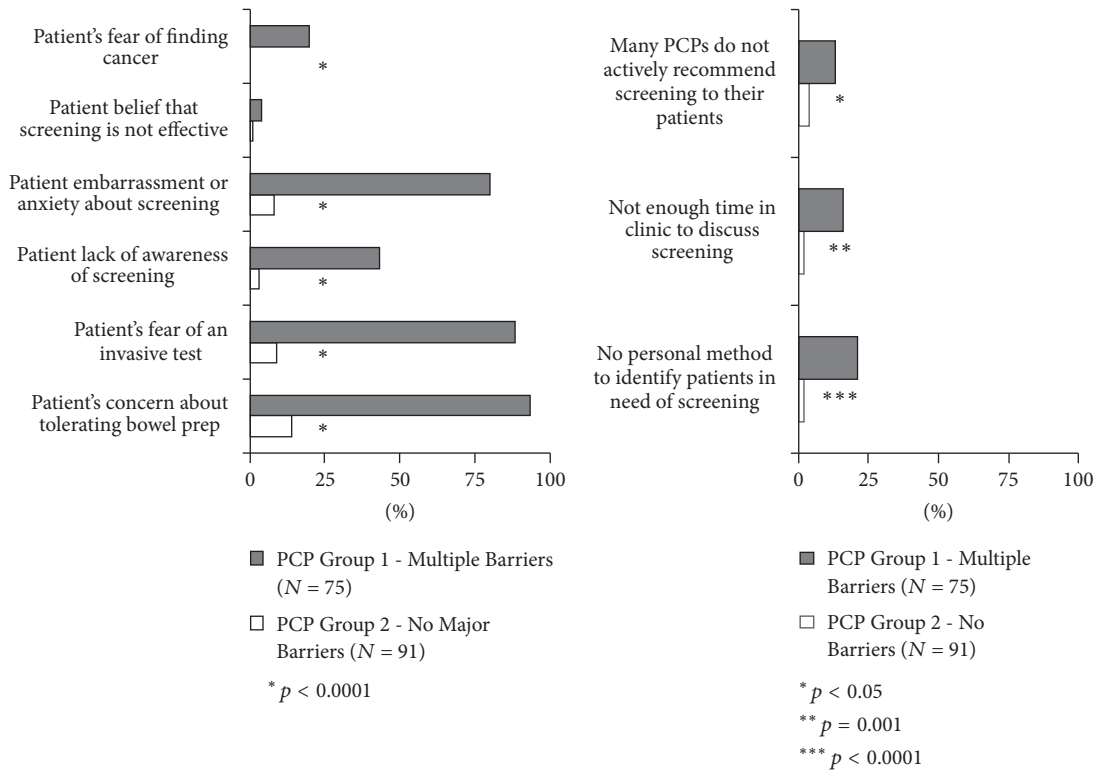 Patient's fear of finding
cancer
*
Patient belief that
screening is not effective
Patient embarrassment or
anxiety about screening
*
Patient lack of awareness
of screening
*
Patient's fear of an
invasive test
*
Patient's concern about
tolerating bowel prep
*
0 25 50 75 100
(%)
PCP Group 1 - Multiple Barriers
(N = 75)
PCP Group 2 - No Major
Barriers (N = 91)
* p < 0.0001
Many PCPs do not
actively recommend
screening to their
patients
*
Not enough time in
clinic to discuss
screening
**
No personal method
to identify patients in
need of screening
***
0 25 50 75 100
(%)
PCP Group 1 - Multiple
Barriers (N = 75)
PCP Group 2 - No
Barriers (N = 91)
* p < 0.05
** p = 0.001
*** p < 0.0001